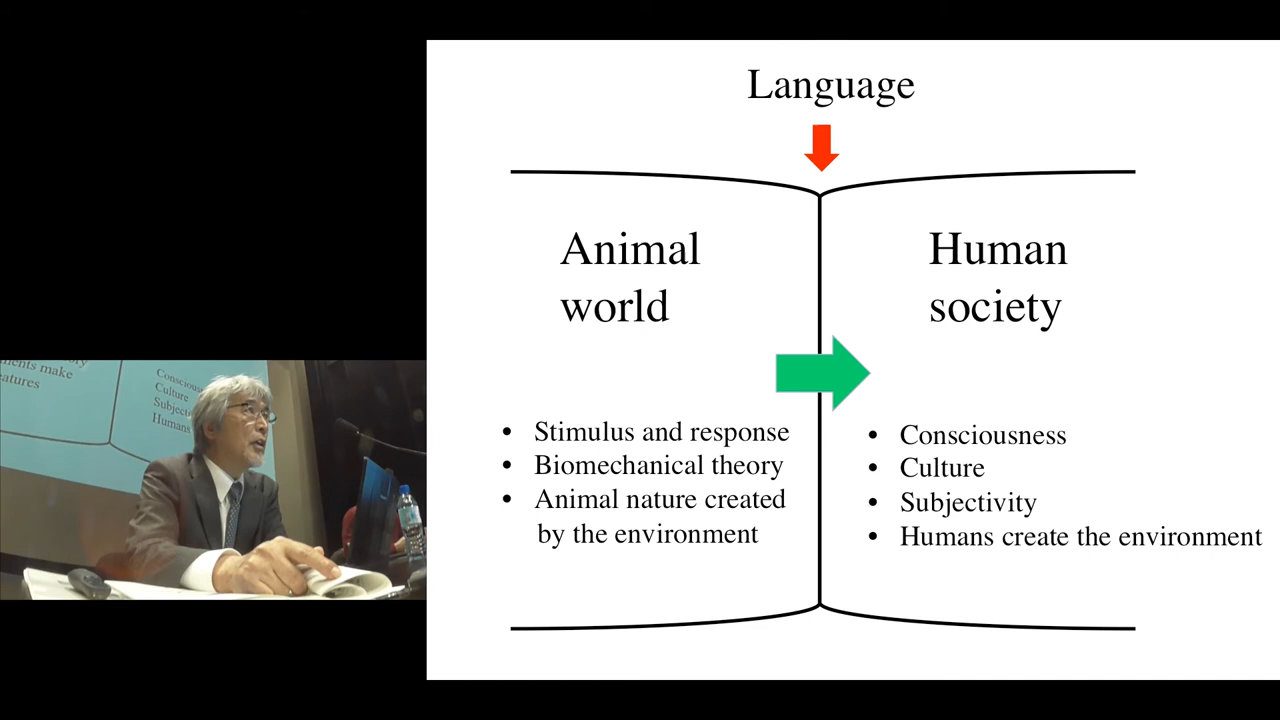 Language
Animal
world
Human
society
• Stimulus and response
• Biomechanical theory
• Animal nature created
by the environment
• Consciousness
• Culture
• Subjectivity
• Humans create the environment
make
Culture
Humans